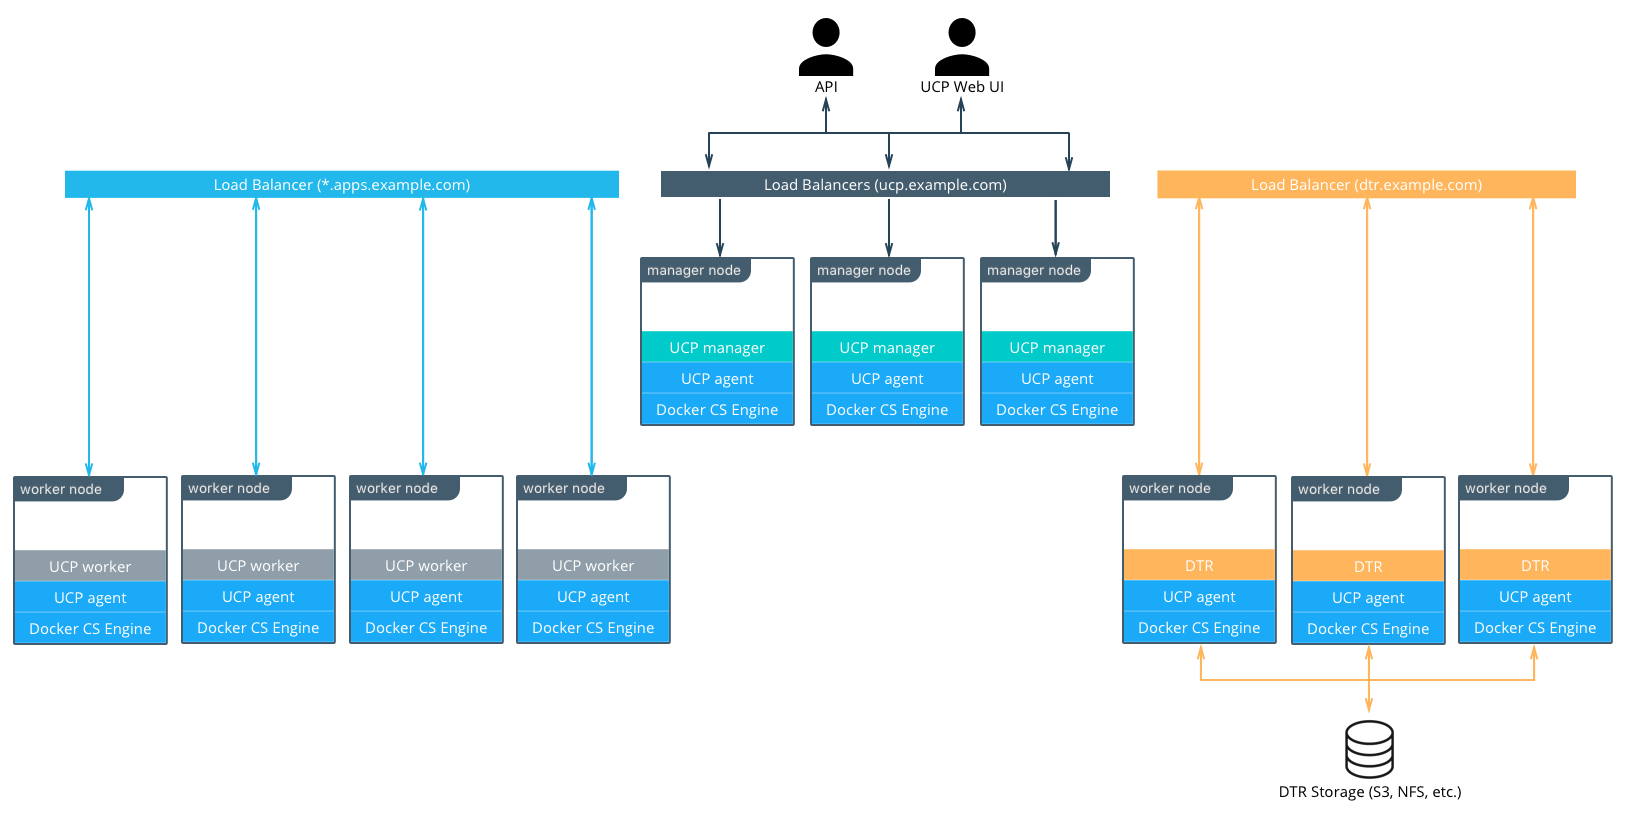 API
UCP Web UI
Load Balancer (*.apps.example.com)
Load Balancers (ucp.example.com)
Load Balancer (dtr.example.com)
manager node
UCP manager
UCP agent
Docker CS Engine
manager node
UCP manager
UCP agent
Docker CS Engine
manager node
UCP manager
UCP agent
Docker CS Engine
worker node
UCP worker
UCP agent
Docker CS Engine
worker node
UCP worker
UCP agent
Docker CS Engine
worker node
UCP worker
UCP agent
Docker CS Engine
worker node
UCP worker
UCP agent
Docker CS Engine
worker node
DTR
UCP agent
Docker CS Engine
worker node
DTR
UCP agent
Docker CS Engine
worker node
DTR
UCP agent
Docker CS Engine
DTR Storage (S3, NFS, etc.)